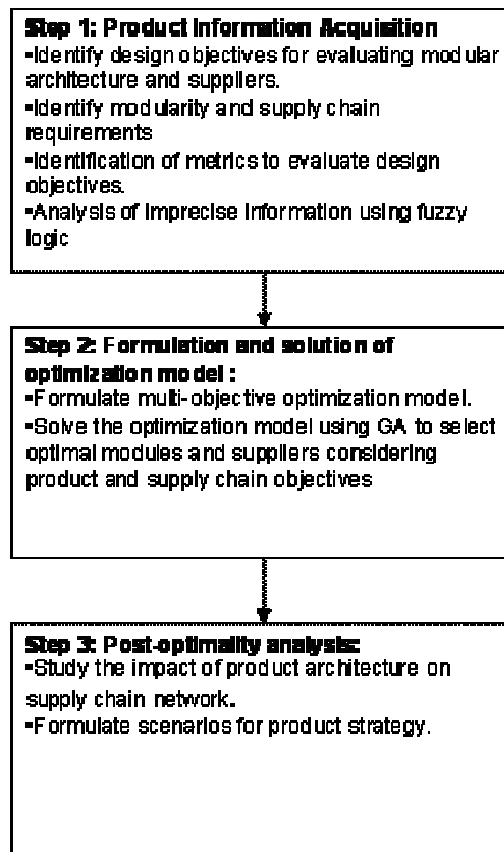 Step 1: Product Information Acquisition
▪Identify design objectives for evaluating modular
architecture and suppliers.
▪Identify modularity and supply chain
requirements
▪Identification of metrics to evaluate design
objectives.
▪Analysis of imprecise information using fuzzy
logic
Step 2: Formulation and solution of
optimization model :
▪Formulate multi-objective optimization model.
▪Solve the optimization model using GA to select
optimal modules and suppliers considering
product and supply chain objectives
Step 3: Post-optimality analysis:
▪Study the impact of product architecture on
supply chain network.
▪Formulate scenarios for product strategy.